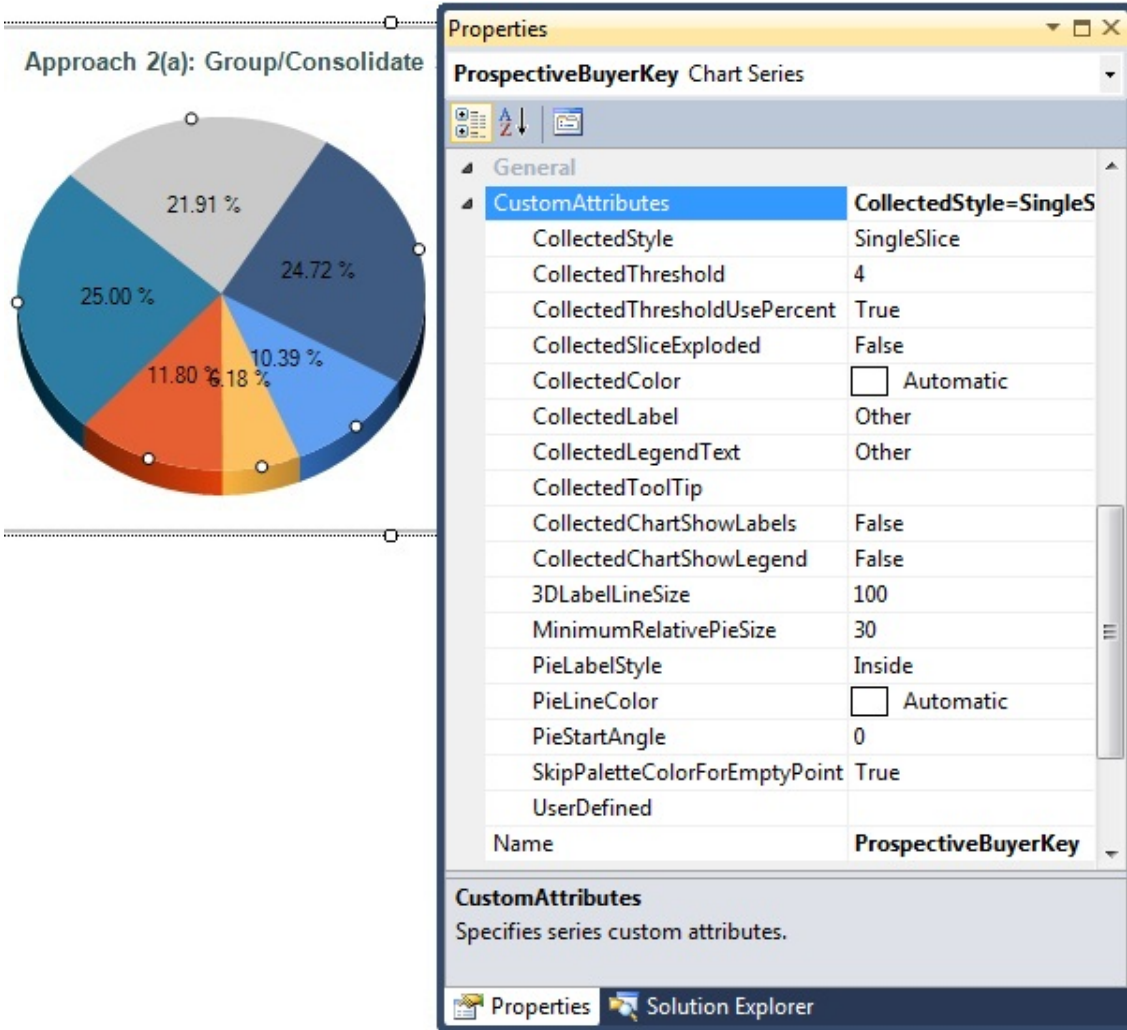 Approach 2(a): Group/Consolidate
21.91 %
24.72 %
25.00 %
10.39 %
11.80 %
6.18 %
Properties
ProspectiveBuyerKey Chart Series
General
CustomAttributes CollectedStyle=SingleS
CollectedStyle SingleSlice
CollectedThreshold 4
CollectedThresholdUsePercent True
CollectedSliceExploded False
CollectedColor Automatic
CollectedLabel Other
CollectedLegendText Other
CollectedToolTip
CollectedChartShowLabels False
CollectedChartShowLegend False
3DLabelLineSize 100
MinimumRelativePieSize 30
PieLabelStyle Inside
PieLineColor Automatic
PieStartAngle 0
SkipPaletteColorForEmptyPoint True
UserDefined
Name ProspectiveBuyerKey
CustomAttributes
Specifies series custom attributes.
Properties Solution Explorer